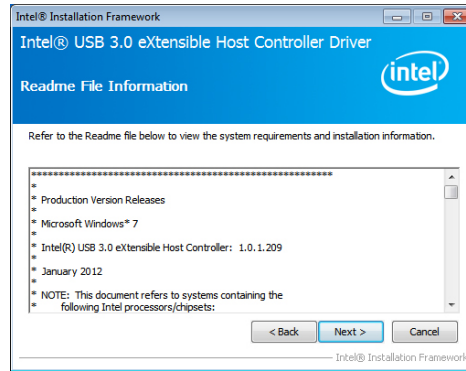 Intel® Installation Framework
Intel® USB 3.0 eXtensible Host Controller Driver
intel
Readme File Information
Refer to the Readme file below to view the system requirements and installation information.
*******************************************************
*
* Production Version Releases
*
* Microsoft Windows* 7
*
* Intel(R) USB 3.0 eXtensible Host Controller: 1.0.1.209
*
* January 2012
*
* NOTE: This document refers to systems containing the
* following Intel processors/chipsets:
< Back
Next >
Cancel
Intel® Installation Framework